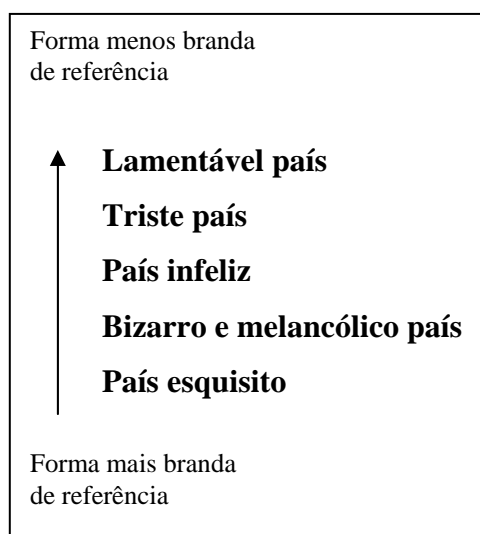 Forma menos branda
de referência
Lamentável país
Triste país
País infeliz
Bizarro e melancólico país
País esquisito
Forma mais branda
de referência